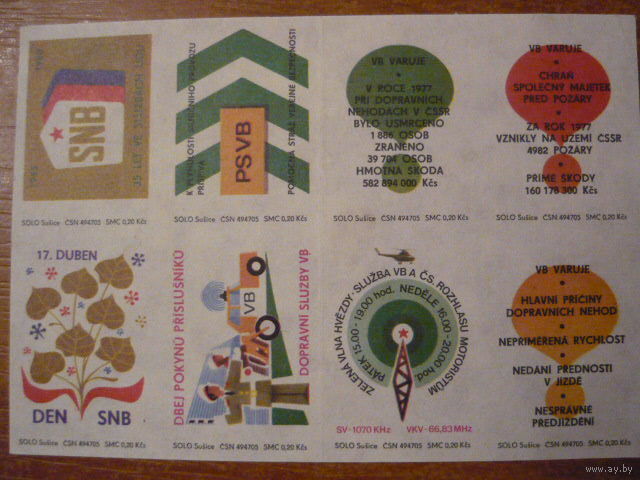 1945
1980
SNB
35 LET VE SLUŽBÁCH LIDU
SOLO Sušice ČSN 494705 SMC 0,20 Kčs
PSVB
PŘISPÍVÁ
POMOCNÁ STRÁŽ VEŘEJNÉ BEZPEČNOSTI
SOLO Sušice ČSN 494705 SMC 0,20 Kčs
VB VARUJE
V ROCE 1977
PŘI DOPRAVNÍCH
NEHODÁCH V ČSSR
BYLO USMRCENO
1 886 OSOB
ZRANĚNO
39 704 OSOB
HMOTNÁ ŠKODA
582 894 000 Kčs
SOLO Sušice ČSN 494705 SMC 0,20 Kčs
VB VARUJE
CHRAŇ
SPOLEČNÝ MAJETEK
PŘED POŽÁRY
ZA ROK 1977
VZNIKLY NA ÚZEMÍ ČSSR
4982 POŽÁRY
PŘÍMÉ ŠKODY
160 178 300 Kčs
SOLO Sušice ČSN 494705 SMC 0,20 Kčs
17. DUBEN
DEN SNB
SOLO Sušice ČSN 494705 SMC 0,20 Kčs
DBEJ POKYNŮ PŘÍSLUŠNÍKŮ
DOPRAVNÍ SLUŽBY VB
VB
SOLO Sušice ČSN 494705 SMC 0,20 Kčs
ZELENÁ VLNA HVĚZDY, SLUŽBA VB A ČS. ROZHLASU MOTORISTŮM
PÁTEK 15.00 - 19.00 hod. NEDĚLE 16.00 - 20.00 hod.
SV-1070 KHz VKV-66,83 MHz
SOLO Sušice ČSN 494705 SMC 0,20 Kčs
VB VARUJE
HLAVNÍ PŘÍČINY
DOPRAVNÍCH NEHOD
NEPŘIMĚŘENÁ RYCHLOST
NEDÁNÍ PŘEDNOSTI
V JÍZDĚ
NESPRÁVNÉ
PŘEDJÍŽDĚNÍ
SOLO Sušice ČSN 494705 SMC 0,20 Kčs
www.ay.by